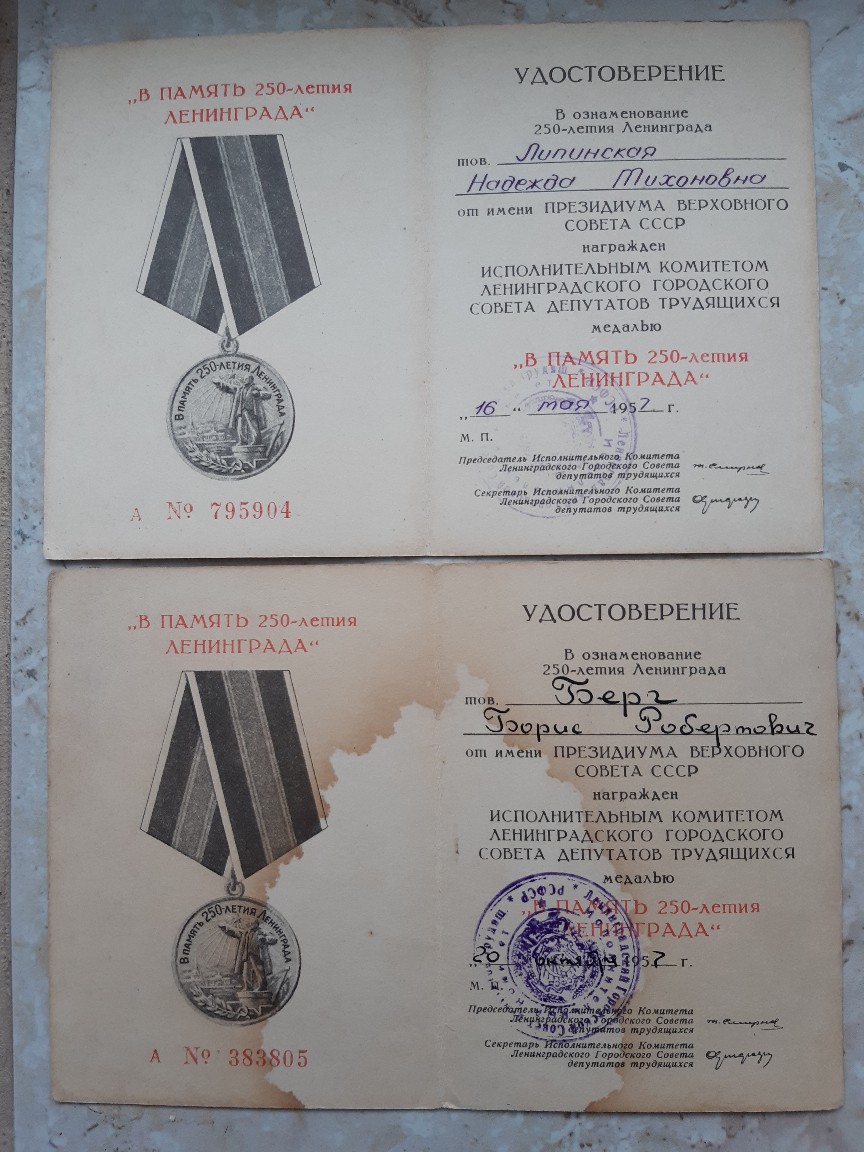 „В ПАМЯТЬ 250-летия
ЛЕНИНГРАДА“
В ПАМЯТЬ 250-ЛЕТИЯ ЛЕНИНГРАДА
А № 795904
УДОСТОВЕРЕНИЕ
В ознаменование
250-летия Ленинграда
тов. Липинская
Надежда Тихоновна
от имени ПРЕЗИДИУМА ВЕРХОВНОГО
СОВЕТА СССР
награжден
ИСПОЛНИТЕЛЬНЫМ КОМИТЕТОМ
ЛЕНИНГРАДСКОГО ГОРОДСКОГО
СОВЕТА ДЕПУТАТОВ ТРУДЯЩИХСЯ
медалью
„В ПАМЯТЬ 250-летия
ЛЕНИНГРАДА“
„16“ мая 1957 г.
М. П.
Председатель Исполнительного Комитета
Ленинградского Городского Совета
депутатов трудящихся
Секретарь Исполнительного Комитета
Ленинградского Городского Совета
депутатов трудящихся
„В ПАМЯТЬ 250-летия
ЛЕНИНГРАДА“
В ПАМЯТЬ 250-ЛЕТИЯ ЛЕНИНГРАДА
А № 383805
УДОСТОВЕРЕНИЕ
В ознаменование
250-летия Ленинграда
тов. Берг
Борис Робертович
от имени ПРЕЗИДИУМА ВЕРХОВНОГО
СОВЕТА СССР
награжден
ИСПОЛНИТЕЛЬНЫМ КОМИТЕТОМ
ЛЕНИНГРАДСКОГО ГОРОДСКОГО
СОВЕТА ДЕПУТАТОВ ТРУДЯЩИХСЯ
медалью
„В ПАМЯТЬ 250-летия
ЛЕНИНГРАДА“
„20“ октября 1957 г.
М. П.
Председатель Исполнительного Комитета
Ленинградского Городского Совета
депутатов трудящихся
Секретарь Исполнительного Комитета
Ленинградского Городского Совета
депутатов трудящихся